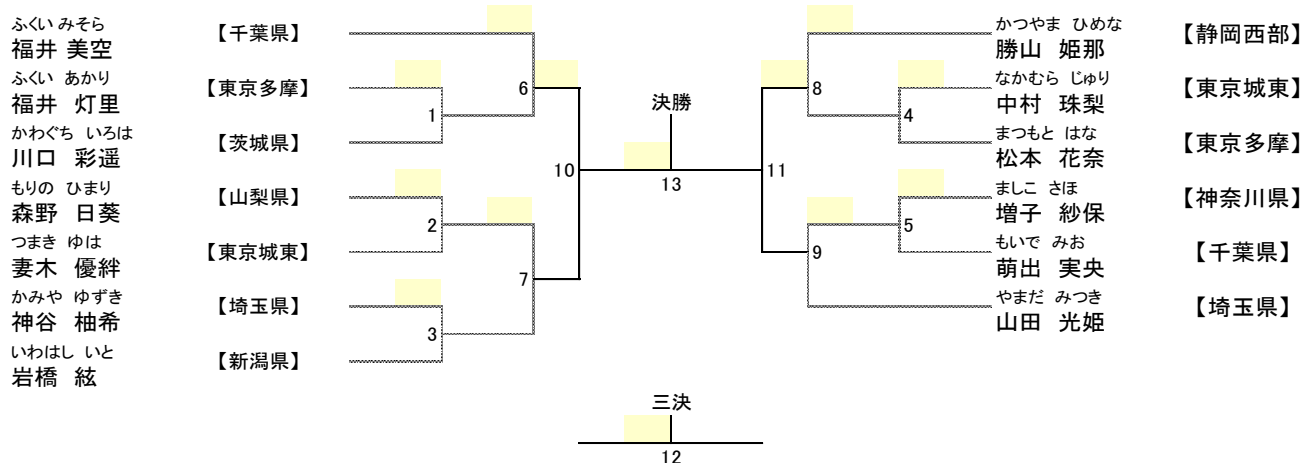 ふくい みそら
福井 美空 【千葉県】
ふくい あかり
福井 灯里 【東京多摩】
かわぐち いろは
川口 彩遥 【茨城県】
もりの ひまり
森野 日葵 【山梨県】
つまき ゆは
妻木 優絆 【東京城東】
かみや ゆずき
神谷 柚希 【埼玉県】
いわはし いと
岩橋 絃 【新潟県】
1
2
3
6
7
10
決勝
13
11
8
9
4
5
かつやま ひめな
勝山 姫那 【静岡西部】
なかむら じゅり
中村 珠梨 【東京城東】
まつもと はな
松本 花奈 【東京多摩】
ましこ さほ
増子 紗保 【神奈川県】
もいで みお
萌出 実央 【千葉県】
やまだ みつき
山田 光姫 【埼玉県】
三決
12